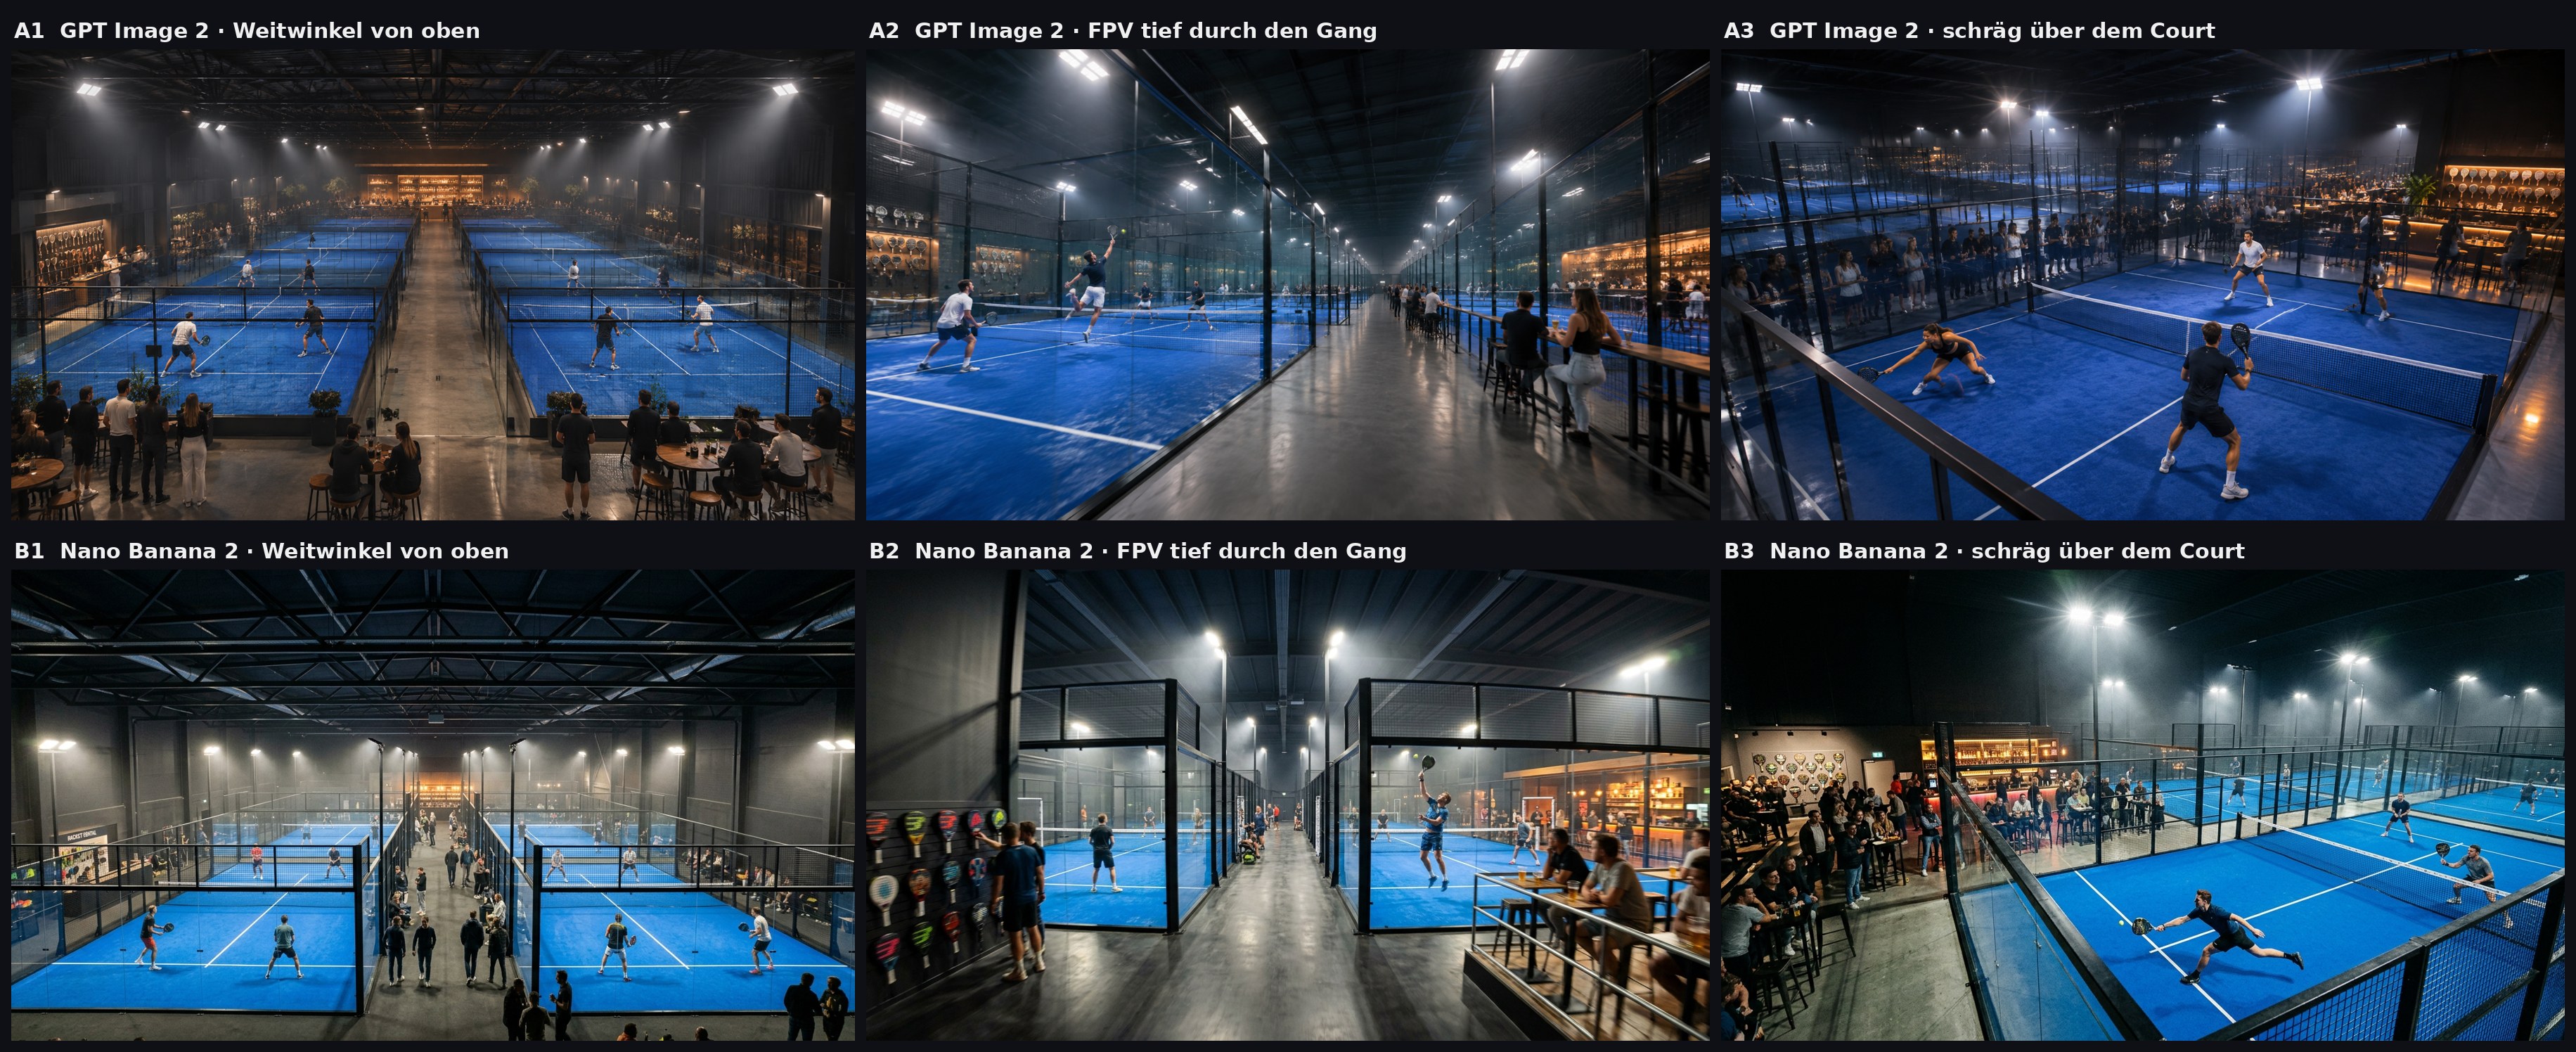 A1 GPT Image 2 · Weitwinkel von oben
A2 GPT Image 2 · FPV tief durch den Gang
A3 GPT Image 2 · schräg über dem Court
B1 Nano Banana 2 · Weitwinkel von oben
B2 Nano Banana 2 · FPV tief durch den Gang
B3 Nano Banana 2 · schräg über dem Court